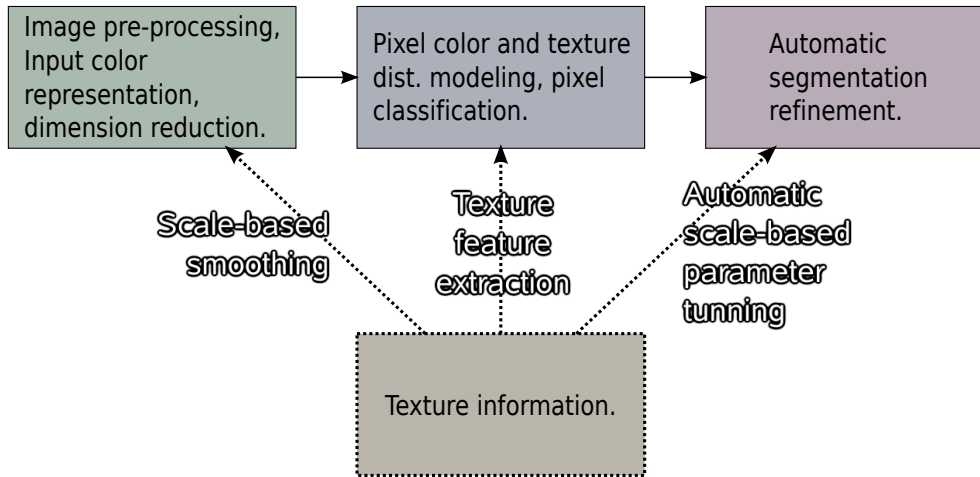 Image pre-processing,
Input color
representation,
dimension reduction.
Pixel color and texture
dist. modeling, pixel
classification.
Automatic
segmentation
refinement.
Scale-based
smoothing
Texture
feature
extraction
Automatic
scale-based
parameter
tunning
Texture information.